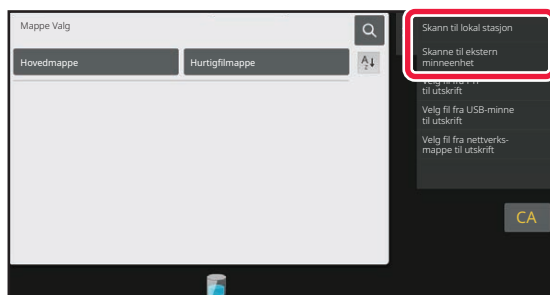 Mappe Valg
Hovedmappe
Hurtigfilmappe
Skann til lokal stasjon
Skanne til ekstern
minneenhet
til utskrift
Velg fil fra USB-minne
til utskrift
Velg fil fra nettverks-
mappe til utskrift
CA